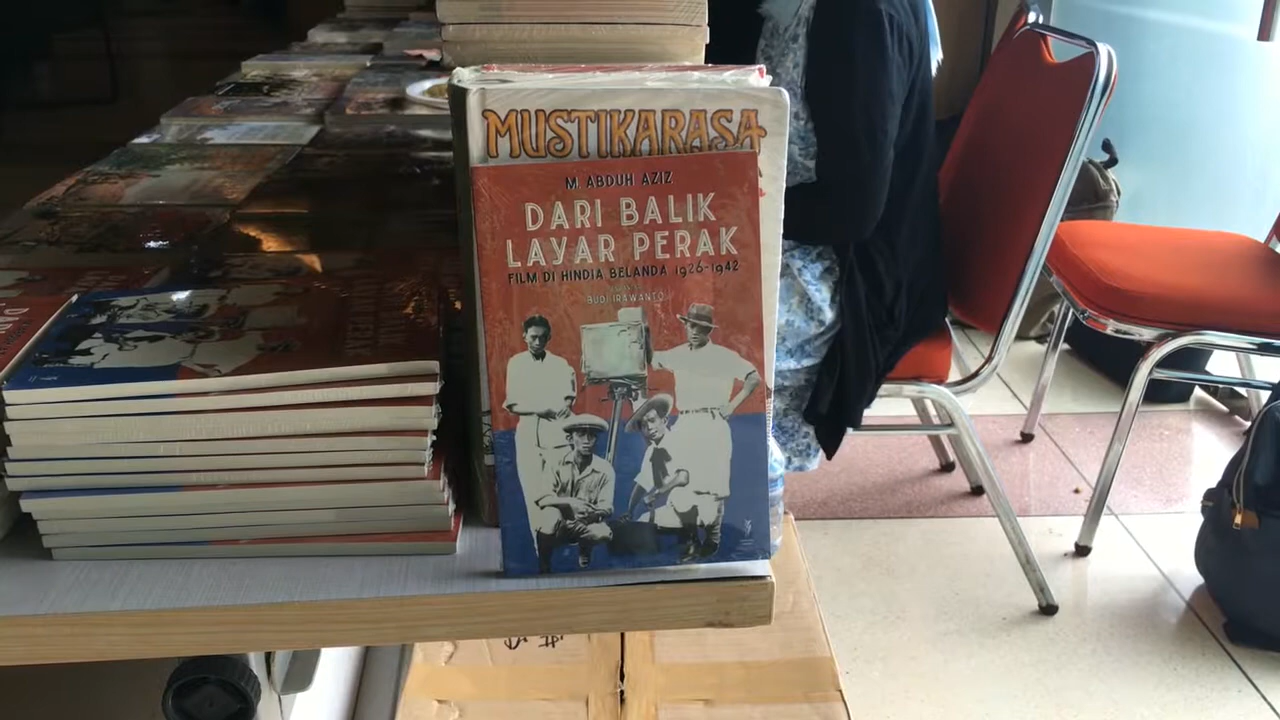 MUSTIKARASA
M. ABDUH AZIZ
DARI BALIK
LAYAR PERAK
FILM DI HINDIA BELANDA 1926-1942
BUDI IRAWANTO